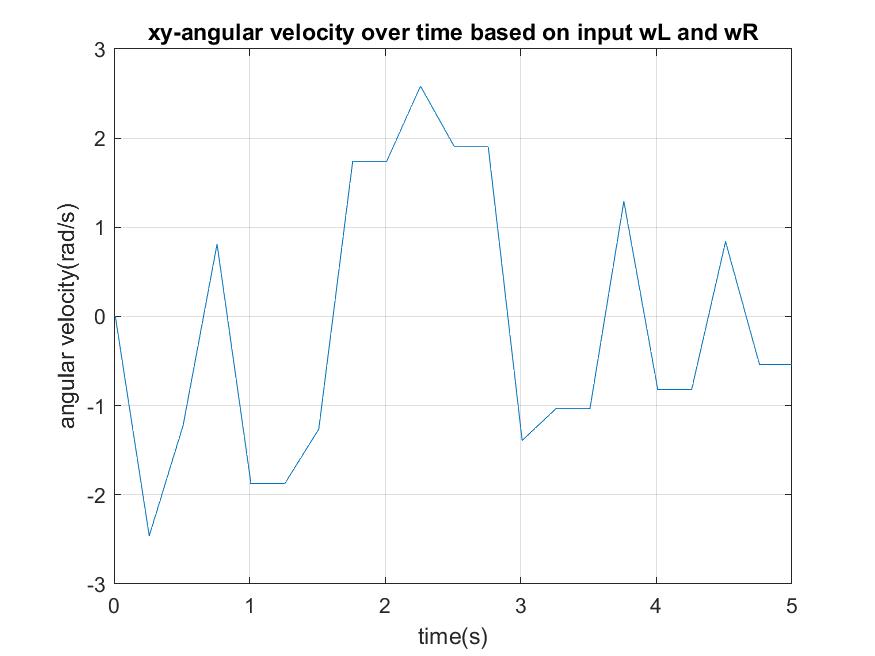 xy-angular velocity over time based on input wL and wR
3
2
1
0
-1
-2
-3
angular velocity(rad/s)
0 1 2 3 4 5
time(s)